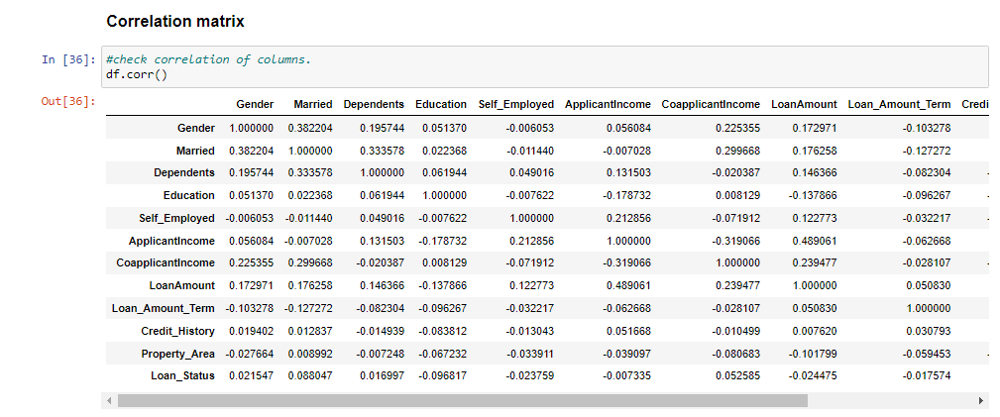 Correlation matrix
In [36]: #check correlation of columns.
df.corr()
Out[36]:
Gender Married Dependents Education Self_Employed ApplicantIncome CoapplicantIncome LoanAmount Loan_Amount_Term Credi
Gender 1.000000 0.382204 0.195744 0.051370 -0.006053 0.056084 0.225355 0.172971 -0.103278
Married 0.382204 1.000000 0.333578 0.022368 -0.011440 -0.007028 0.299668 0.176258 -0.127272
Dependents 0.195744 0.333578 1.000000 0.061944 0.049016 0.131503 -0.020387 0.146366 -0.082304 -
Education 0.051370 0.022368 0.061944 1.000000 -0.007622 -0.178732 0.008129 -0.137866 -0.096267 -
Self_Employed -0.006053 -0.011440 0.049016 -0.007622 1.000000 0.212856 -0.071912 0.122773 -0.032217 -
ApplicantIncome 0.056084 -0.007028 0.131503 -0.178732 0.212856 1.000000 -0.319066 0.489061 -0.062668
CoapplicantIncome 0.225355 0.299668 -0.020387 0.008129 -0.071912 -0.319066 1.000000 0.239477 -0.028107 -
LoanAmount 0.172971 0.176258 0.146366 -0.137866 0.122773 0.489061 0.239477 1.000000 0.050830
Loan_Amount_Term -0.103278 -0.127272 -0.082304 -0.096267 -0.032217 -0.062668 -0.028107 0.050830 1.000000
Credit_History 0.019402 0.012837 -0.014939 -0.083812 -0.013043 0.051668 -0.010499 0.007620 0.030793
Property_Area -0.027664 0.008992 -0.007248 -0.067232 -0.033911 -0.039097 -0.080683 -0.101799 -0.059453 -
Loan_Status 0.021547 0.088047 0.016997 -0.096817 -0.023759 -0.007335 0.052585 -0.024475 -0.017574